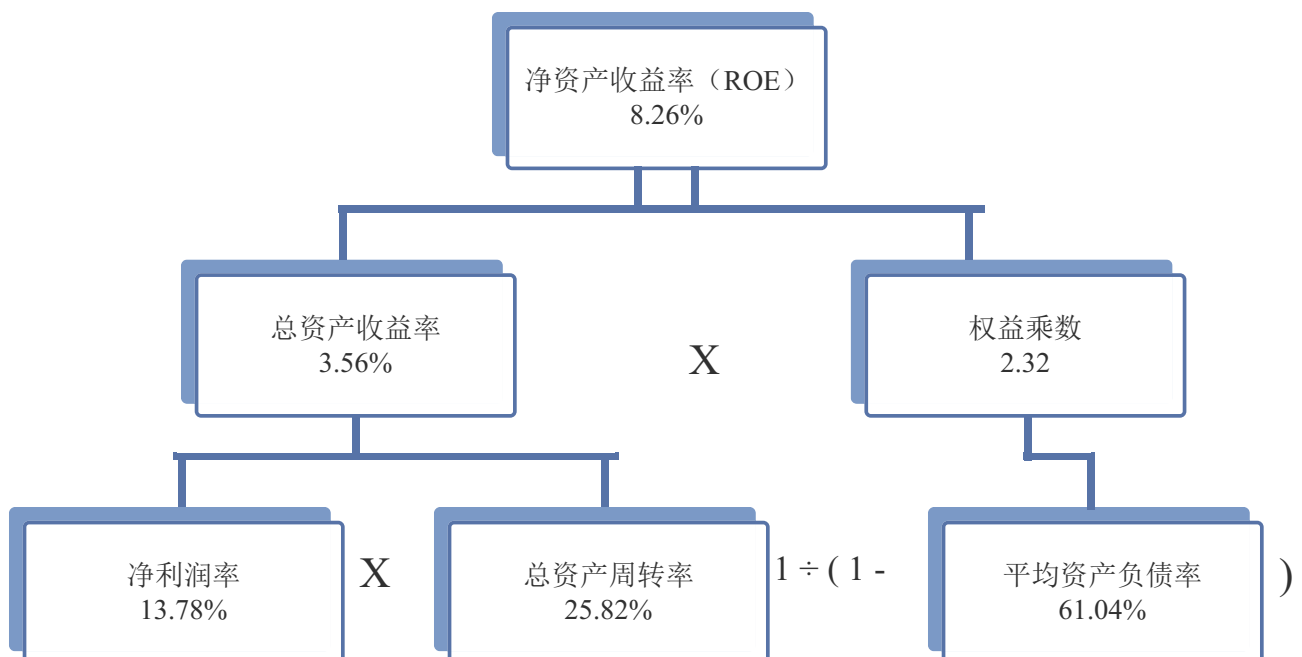 净资产收益率（ROE）
8.26%
总资产收益率
3.56%
X
权益乘数
2.32
净利润率
13.78%
X
总资产周转率
25.82%
1 ÷ ( 1 -
平均资产负债率
61.04%
)